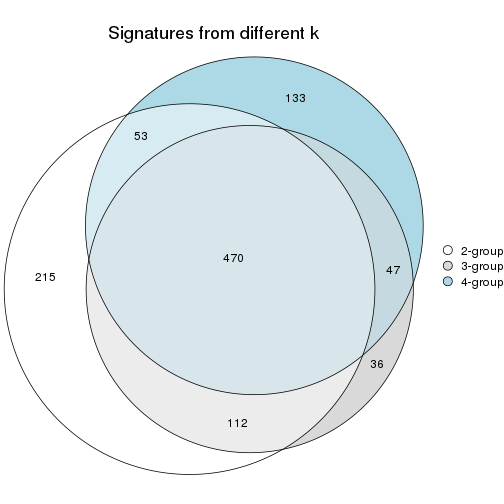 Signatures from different k
133
53
470
215
47
36
112
2-group
3-group
4-group